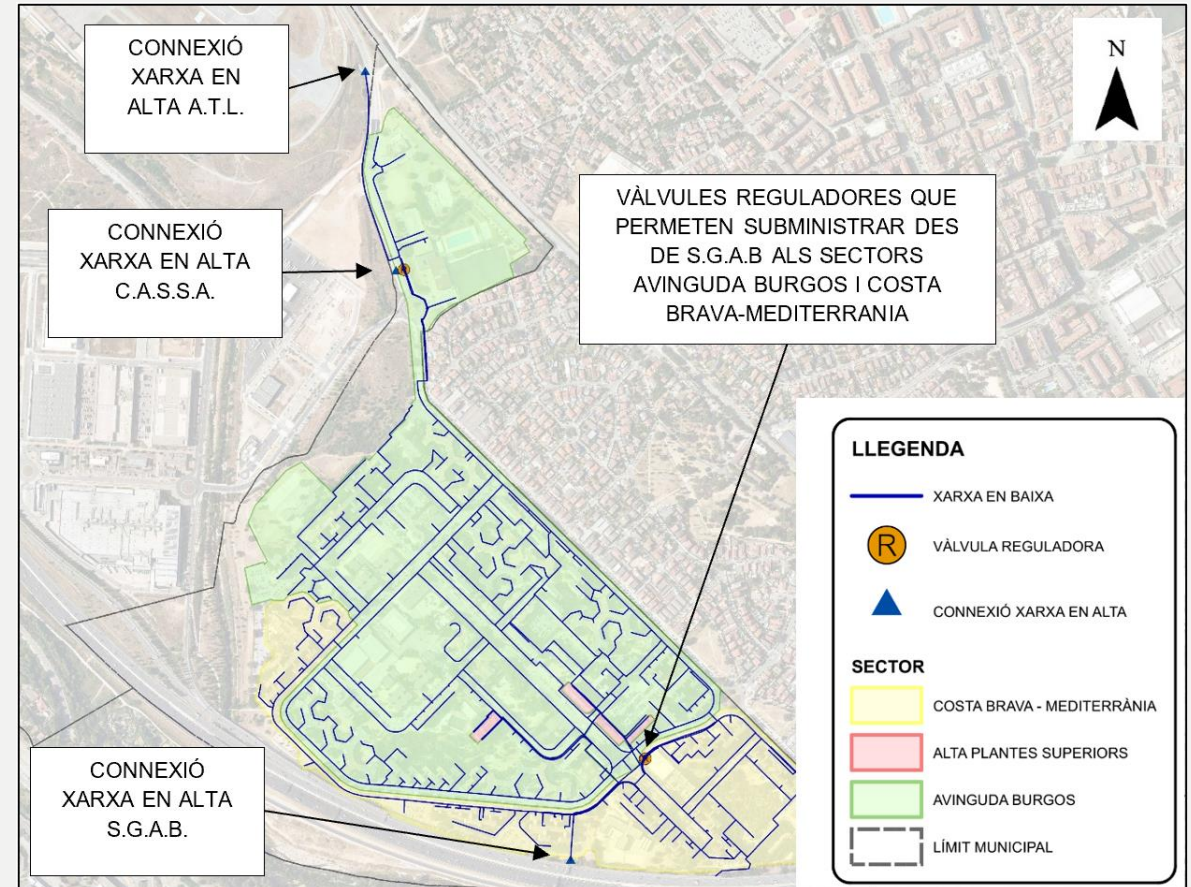 CONNEXIÓ
XARXA EN
ALTA A.T.L.
N
CONNEXIÓ
XARXA EN ALTA
C.A.S.S.A.
VÀLVULES REGULADORES QUE
PERMETEN SUBMINISTRAR DES
DE S.G.A.B ALS SECTORS
AVINGUDA BURGOS I COSTA
BRAVA-MEDITERRANIA
CONNEXIÓ
XARXA EN ALTA
S.G.A.B.
LLEGENDA
XARXA EN BAIXA
R VÀLVULA REGULADORA
CONNEXIÓ XARXA EN ALTA
SECTOR
COSTA BRAVA - MEDITERRÀNIA
ALTA PLANTES SUPERIORS
AVINGUDA BURGOS
LÍMIT MUNICIPAL